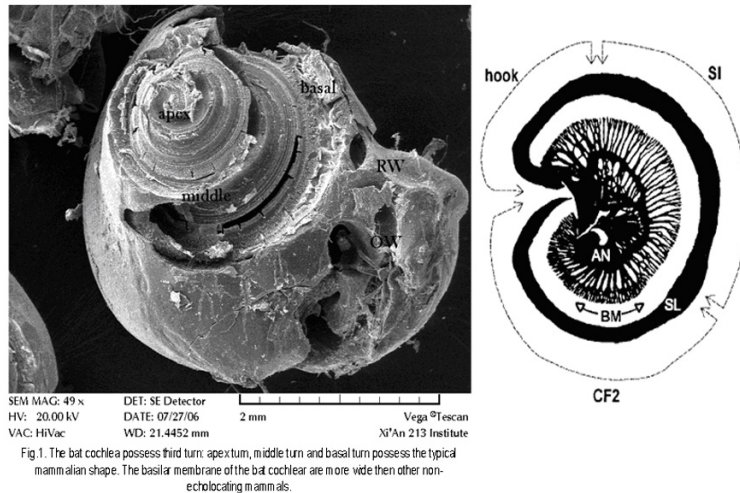 apex
basal
middle
RW
OW
SEM MAG: 49 x
DET: SE Detector
HV: 20.00 kV
DATE: 07/27/06
2 mm
Vega ©Tescan
VAC: HiVac
WD: 21.4452 mm
Xi'An 213 Institute
Fig.1. The bat cochlea possess third turn: apex turn, middle turn and basal turn possess the typical
mammalian shape. The basilar membrane of the bat cochlear are more wide then other non-
echolocating mammals.
hook
SI
AN
SL
BM
CF2